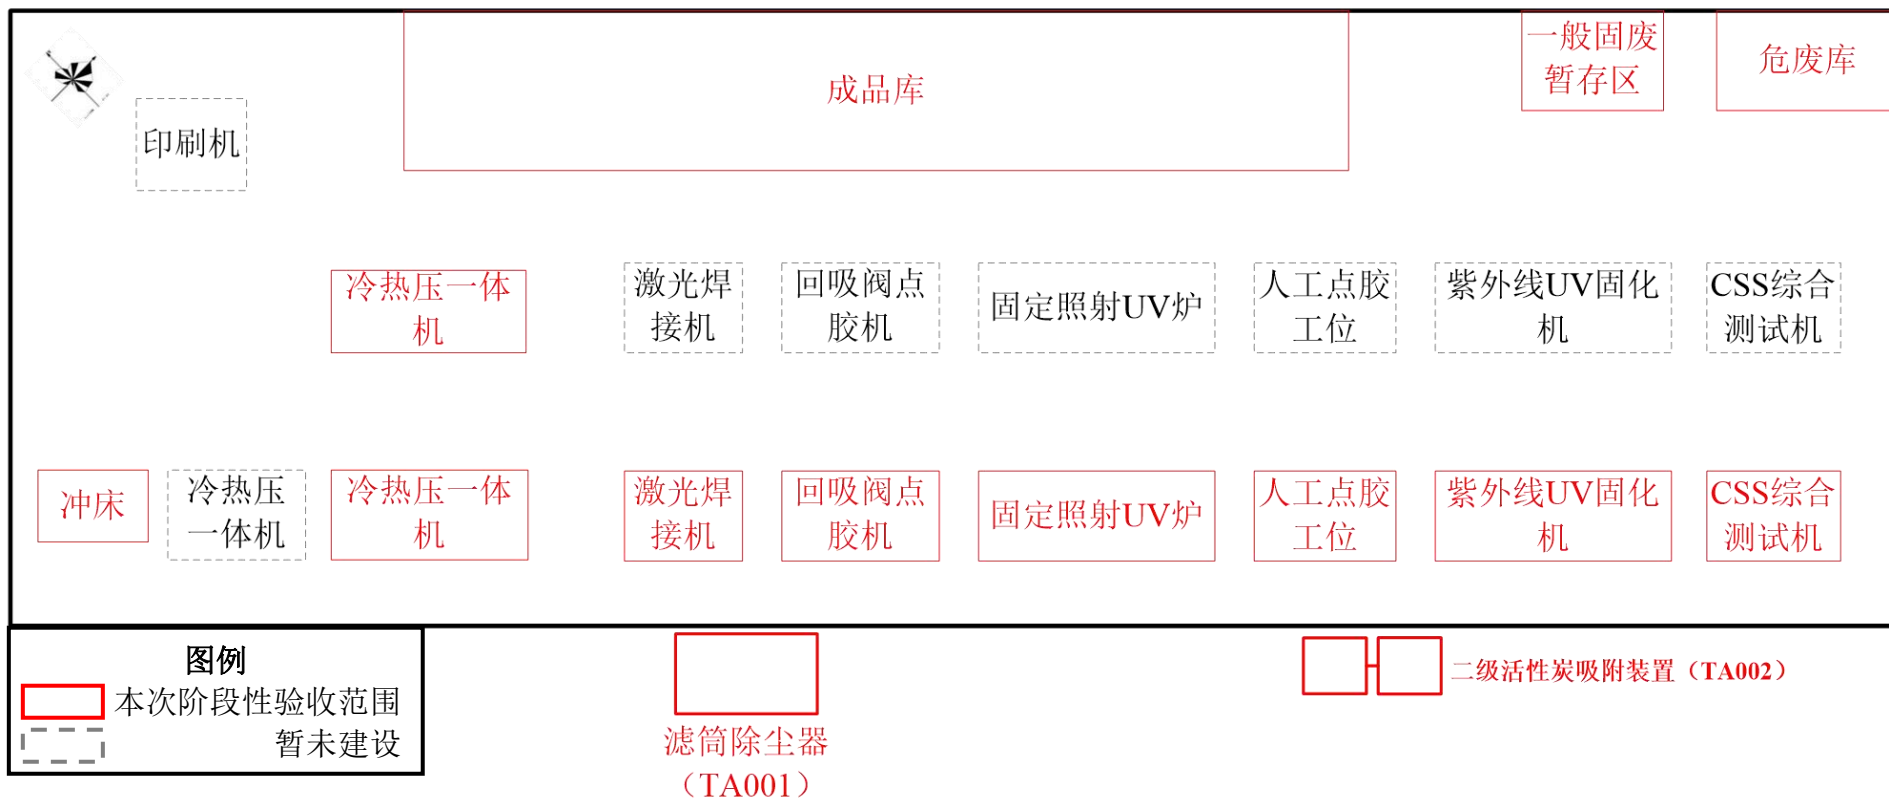 成品库
一般固废
暂存区
危废库
印刷机
冷热压一体
机
激光焊
接机
回吸阀点
胶机
固定照射UV炉
人工点胶
工位
紫外线UV固化
机
CSS综合
测试机
冲床
冷热压
一体机
冷热压一体
机
激光焊
接机
回吸阀点
胶机
固定照射UV炉
人工点胶
工位
紫外线UV固化
机
CSS综合
测试机
图例
本次阶段性验收范围
暂未建设
滤筒除尘器
（TA001）
二级活性炭吸附装置（TA002）